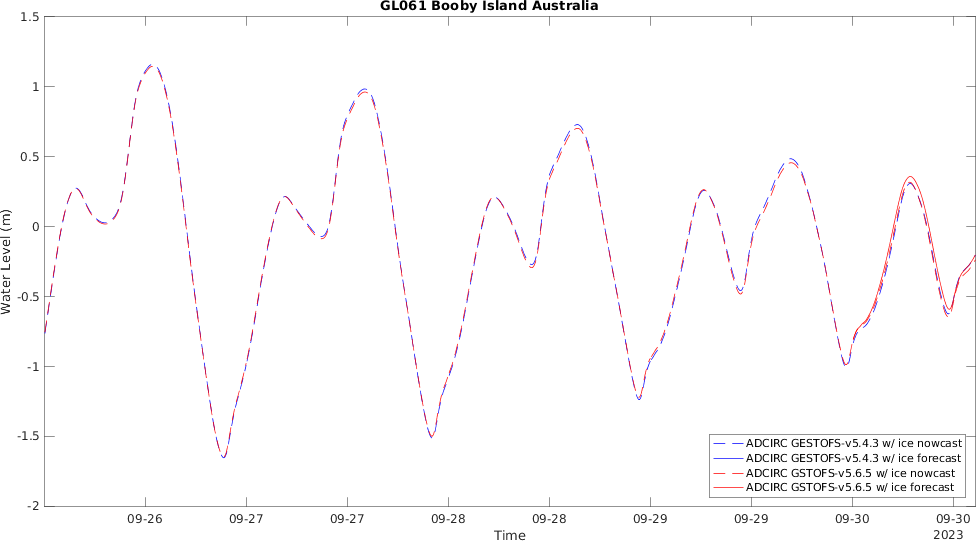 GL061 Booby Island Australia
1.5
1
0.5
0
-0.5
-1
-1.5
-2
Water Level (m)
09-26
09-27
09-27
09-28
09-28
09-29
09-29
09-30
09-30
2023
Time
ADCIRC GESTOFS-v5.4.3 w/ ice nowcast
ADCIRC GESTOFS-v5.4.3 w/ ice forecast
ADCIRC GSTOFS-v5.6.5 w/ ice nowcast
ADCIRC GSTOFS-v5.6.5 w/ ice forecast